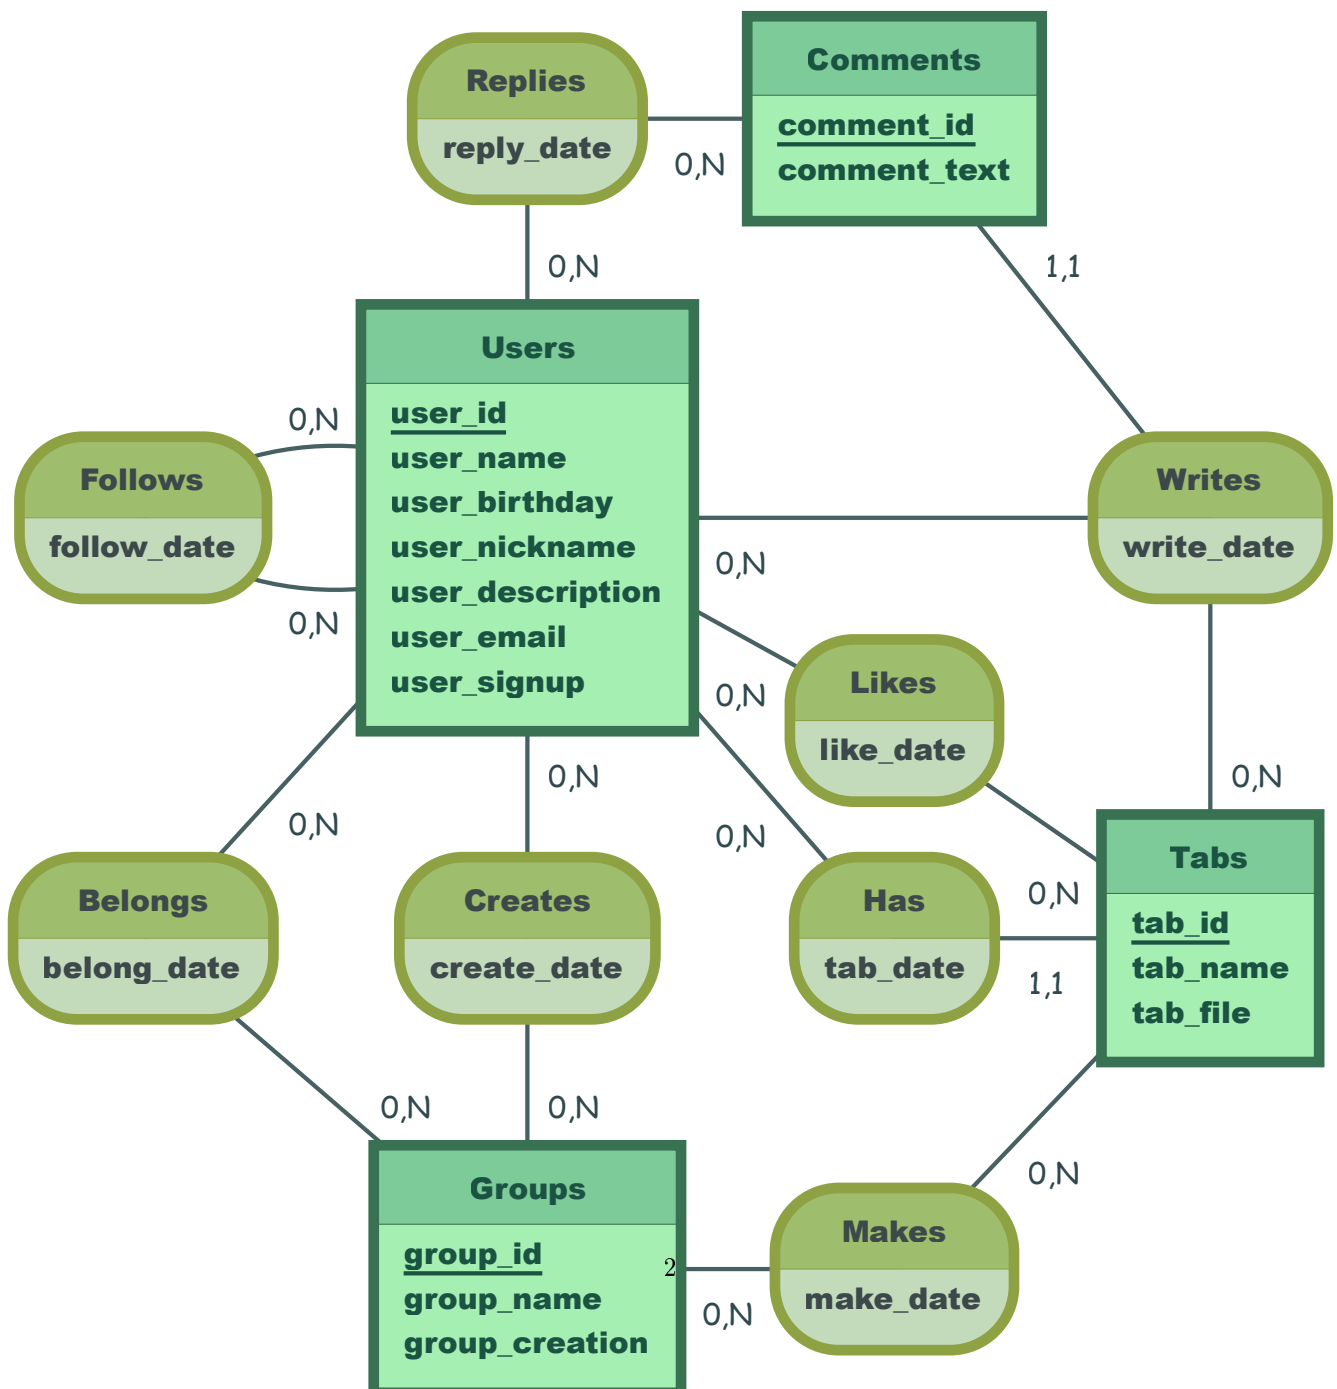 Comments
comment_id
comment_text
Replies
reply_date
0,N
0,N
1,1
Users
user_id
user_name
user_birthday
user_nickname
user_description
user_email
user_signup
0,N
Follows
follow_date
0,N
Writes
write_date
0,N
0,N
Likes
like_date
0,N
0,N
0,N
0,N
Tabs
tab_id
tab_name
tab_file
0,N
Belongs
belong_date
Creates
create_date
Has
tab_date
1,1
0,N
0,N
0,N
Groups
group_id
group_name
group_creation
2
0,N
Makes
make_date